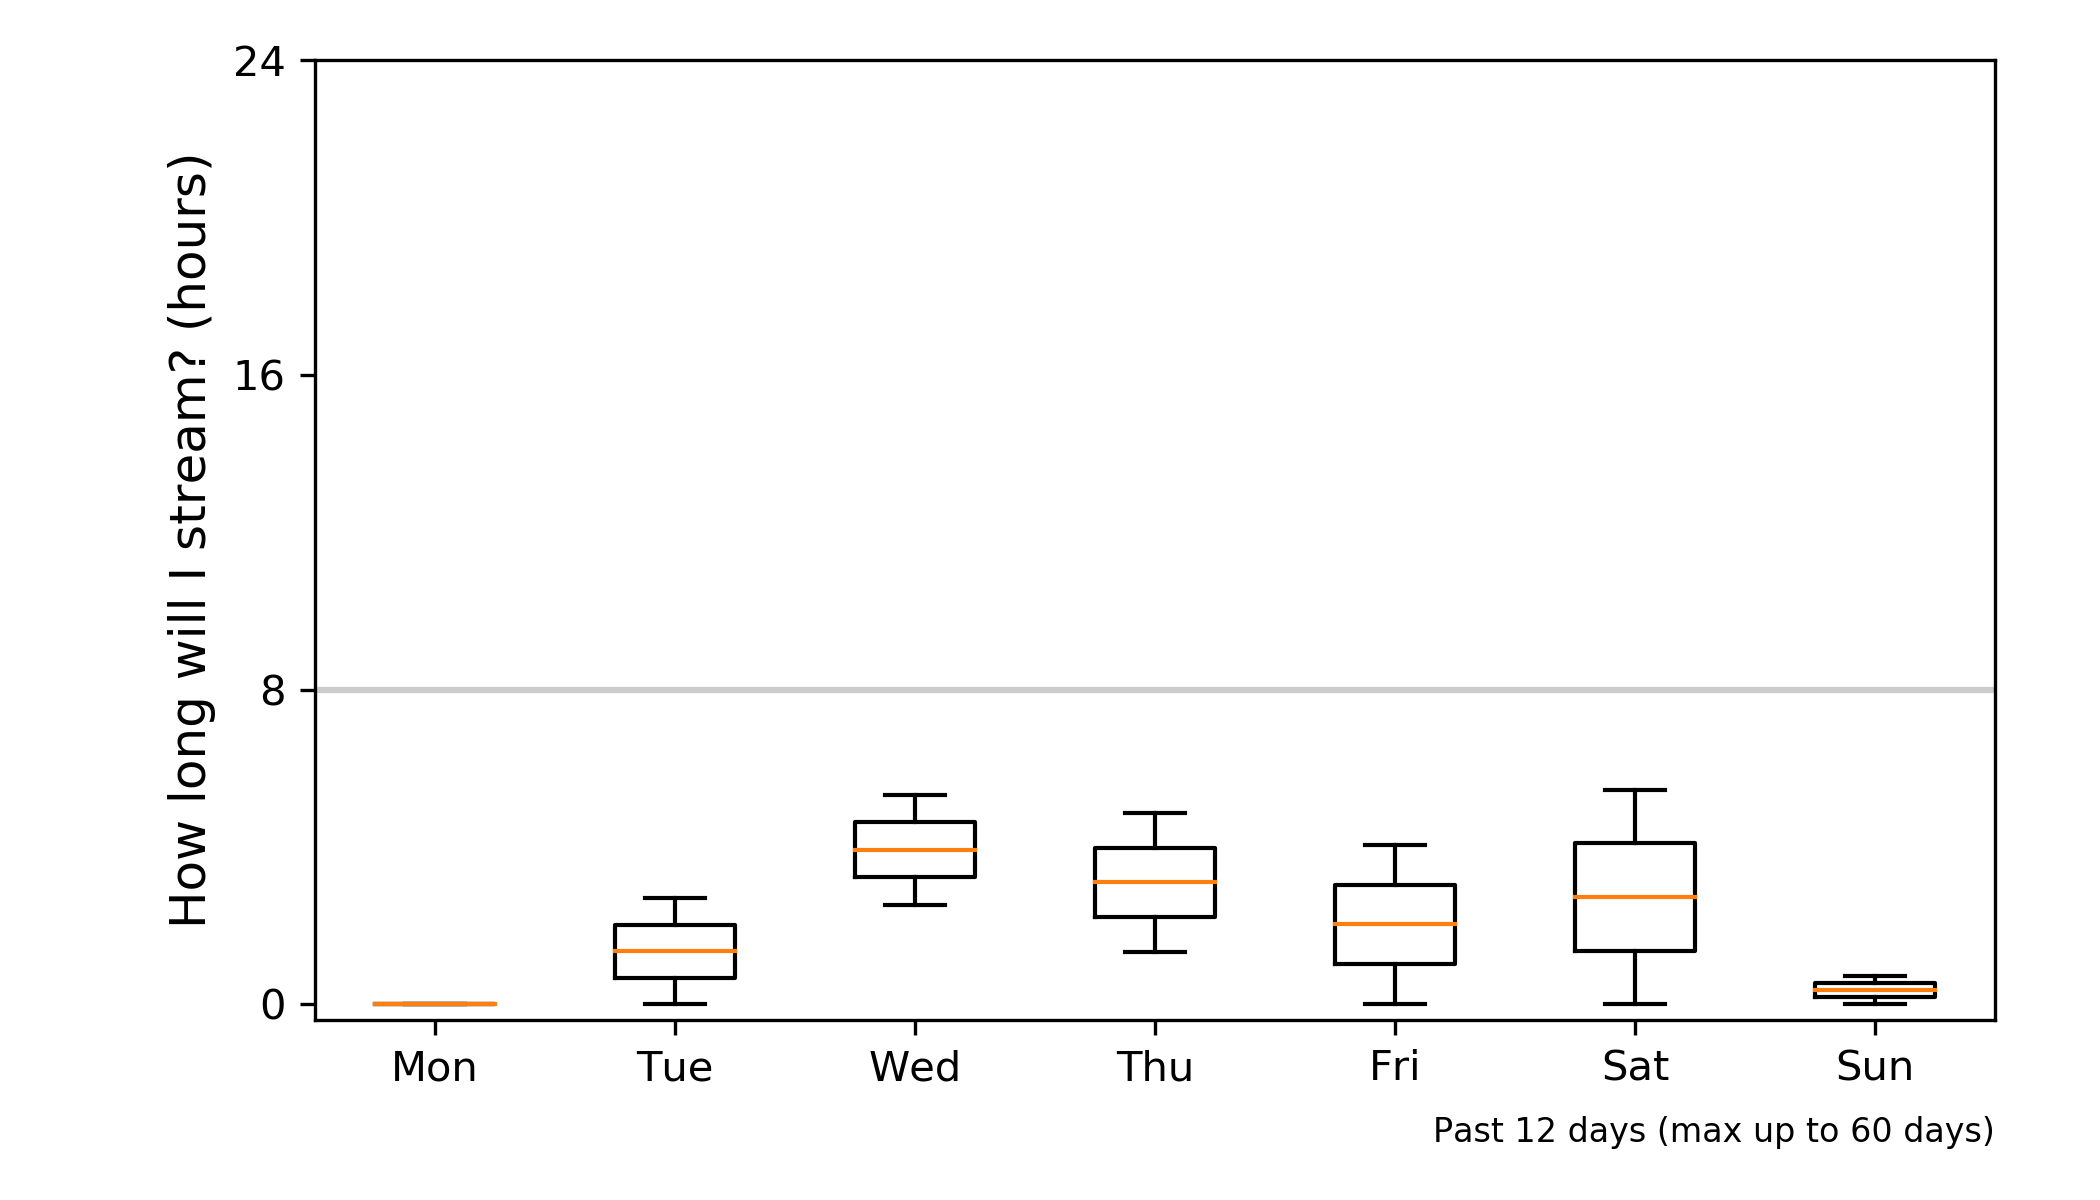 How long will I stream? (hours)
24
16
8
0
Mon Tue Wed Thu Fri Sat Sun
Past 12 days (max up to 60 days)